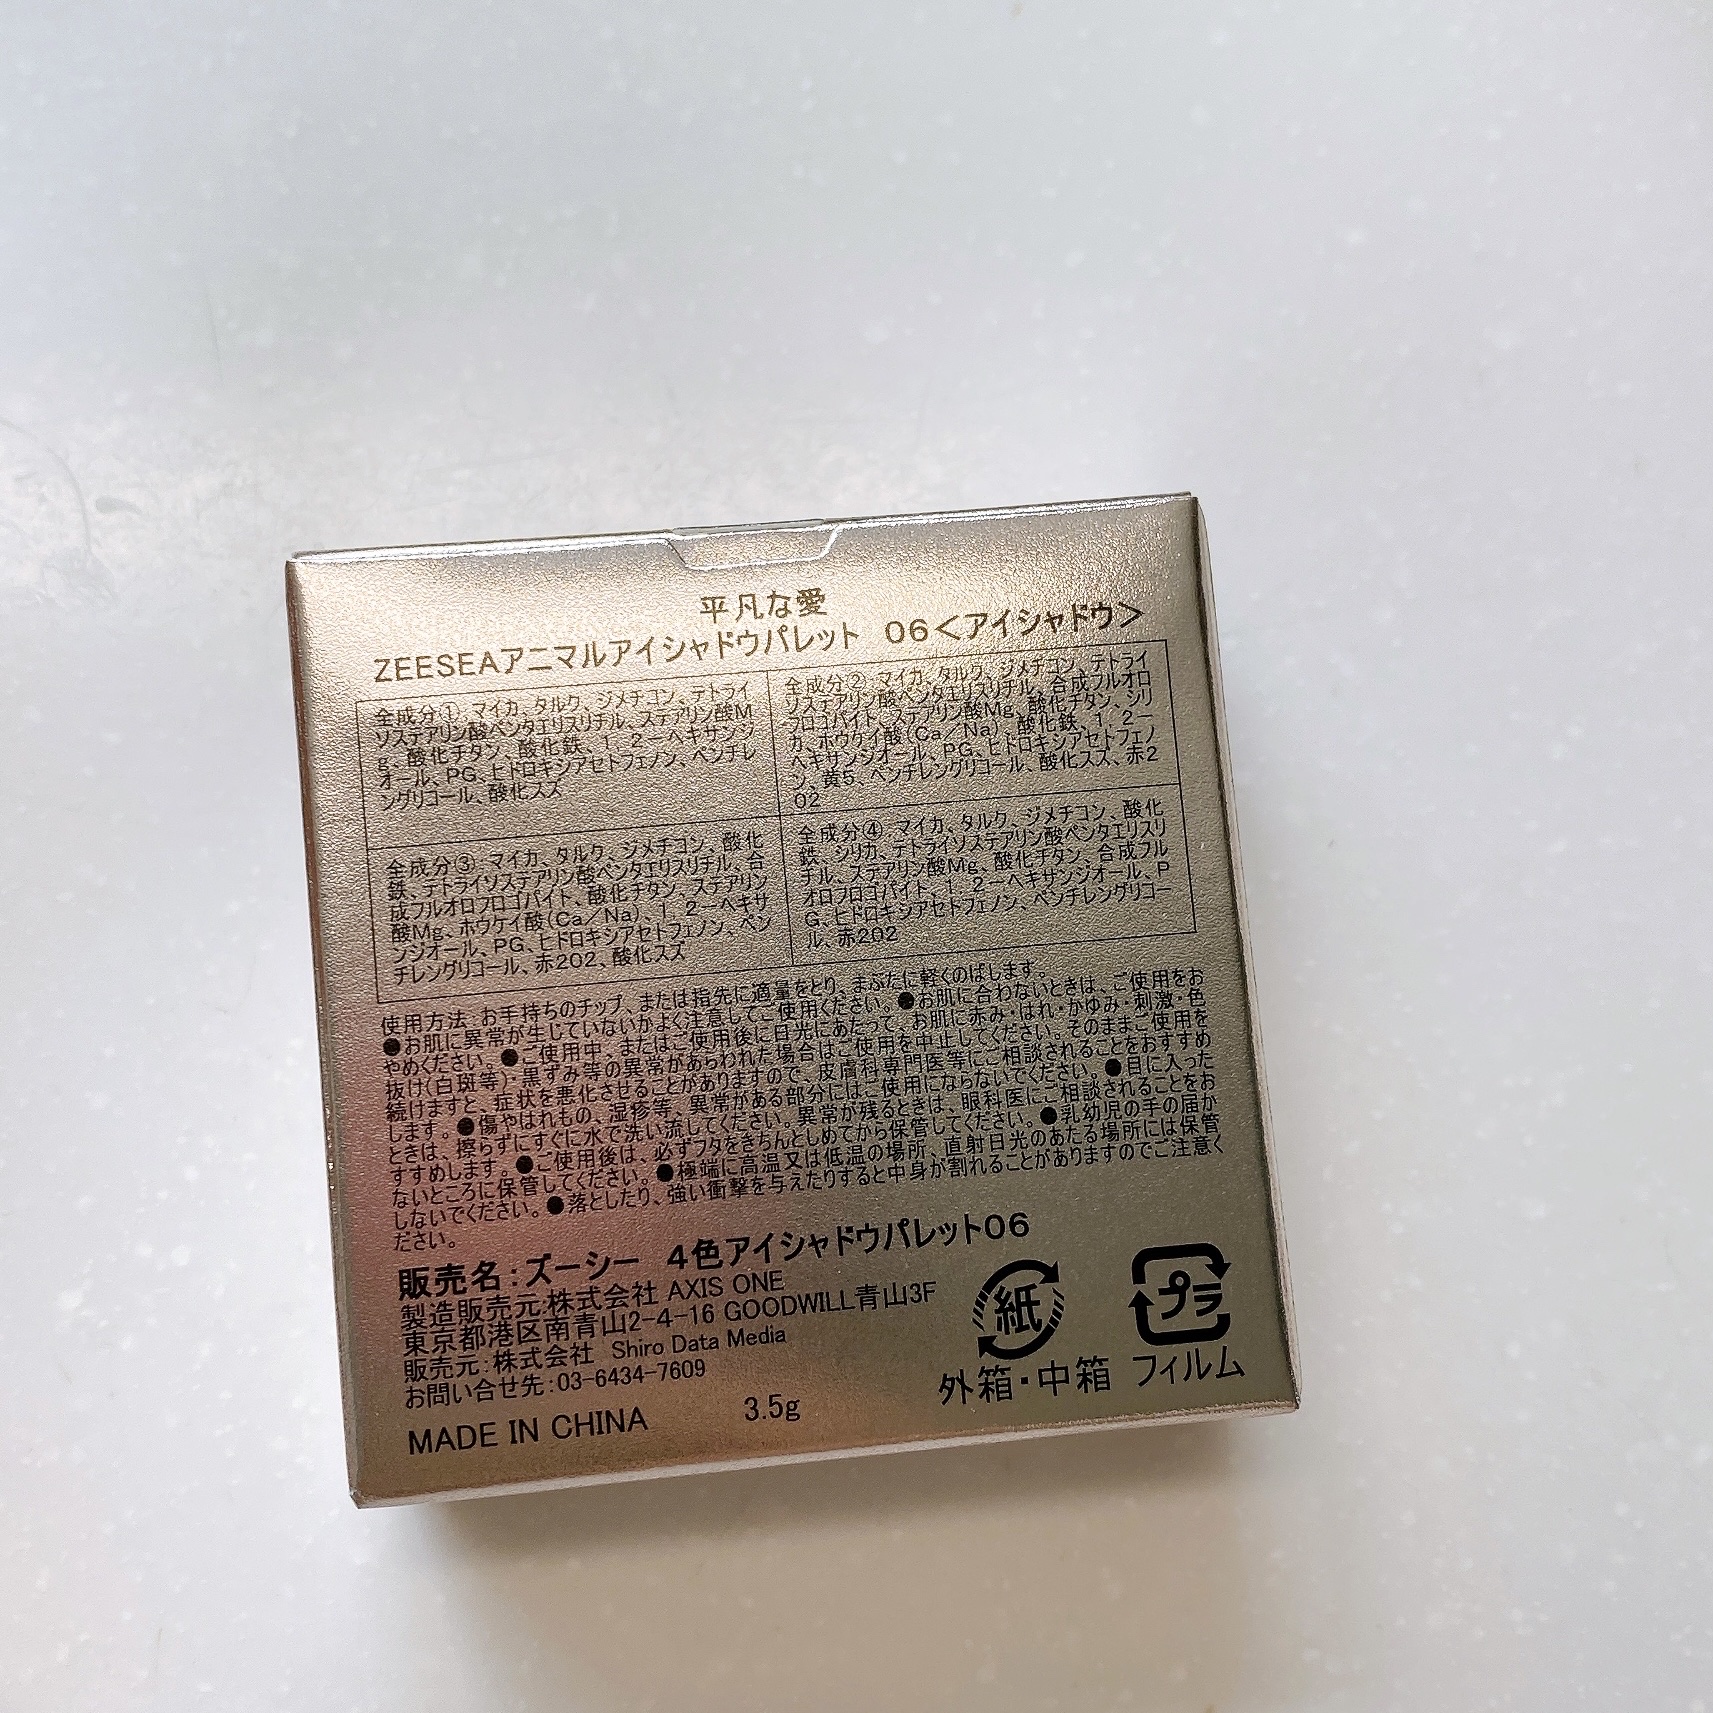 平凡な愛
ZEESEAアニマルアイシャドウパレット 06<アイシャドウ>
全成分① マイカ、タルク、ジメチコン、テトライ
ソステアリン酸ペンタエリスリチル、ステアリン酸M
g、酸化チタン、酸化鉄、1,2-ヘキサンジ
オール、PG、ヒドロキシアセトフェノン、ペンチレ
ングリコール、酸化スズ
全成分② マイカ、タルク、ジメチコン、テトライ
ソステアリン酸ペンタエリスリチル、合成フルオロ
フロゴパイト、ステアリン酸Mg、酸化チタン、シリ
カ、ホウケイ酸(Ca/Na)、酸化鉄、1,2-
ヘキサンジオール、PG、ヒドロキシアセトフェノ
ン、黄5、ペンチレングリコール、酸化スズ、赤2
02
全成分③ マイカ、タルク、ジメチコン、酸化
鉄、テトライソステアリン酸ペンタエリスリチル、合
成フルオロフロゴパイト、酸化チタン、ステアリン
酸Mg、ホウケイ酸(Ca/Na)、1,2-ヘキサ
ンジオール、PG、ヒドロキシアセトフェノン、ペン
チレングリコール、赤202、酸化スズ
全成分④ マイカ、タルク、ジメチコン、酸化
鉄、シリカ、テトライソステアリン酸ペンタエリスリ
チル、ステアリン酸Mg、酸化チタン、合成フル
オロフロゴパイト、1,2-ヘキサンジオール、P
G、ヒドロキシアセトフェノン、ペンチレングリコー
ル、赤202
使用方法 お手持ちのチップ、または指先に適量をとり、まぶたに軽くのばします。
●お肌に異常が生じていないかよく注意してご使用ください。●お肌に合わないときは、ご使用をお
やめください。●ご使用中、またはご使用後に日光にあたって、お肌に赤み・はれ・かゆみ・刺激・色
抜け(白斑等)・黒ずみ等の異常があらわれた場合はご使用を中止してください。そのままご使用を
続けますと、症状を悪化させることがありますので、皮膚科専門医等にご相談されることをおすすめ
します。●傷やはれもの、湿疹等、異常がある部分にはご使用にならないでください。●目に入った
ときは、擦らずにすぐに水で洗い流してください。異常が残るときは、眼科医にご相談されることをお
すすめします。●ご使用後は、必ずフタをきちんとしめてから保管してください。●乳幼児の手の届か
ないところに保管してください。●極端に高温又は低温の場所、直射日光のあたる場所には保管
しないでください。●落としたり、強い衝撃を与えたりすると中身が割れることがありますのでご注意く
ださい。
販売名:ズーシー 4色アイシャドウパレット06
製造販売元:株式会社 AXIS ONE
東京都港区南青山2-4-16 GOODWILL青山3F
販売元:株式会社 Shiro Data Media
お問い合せ先:03-6434-7609
MADE IN CHINA 3.5g
紙
外箱・中箱
プラ
フィルム